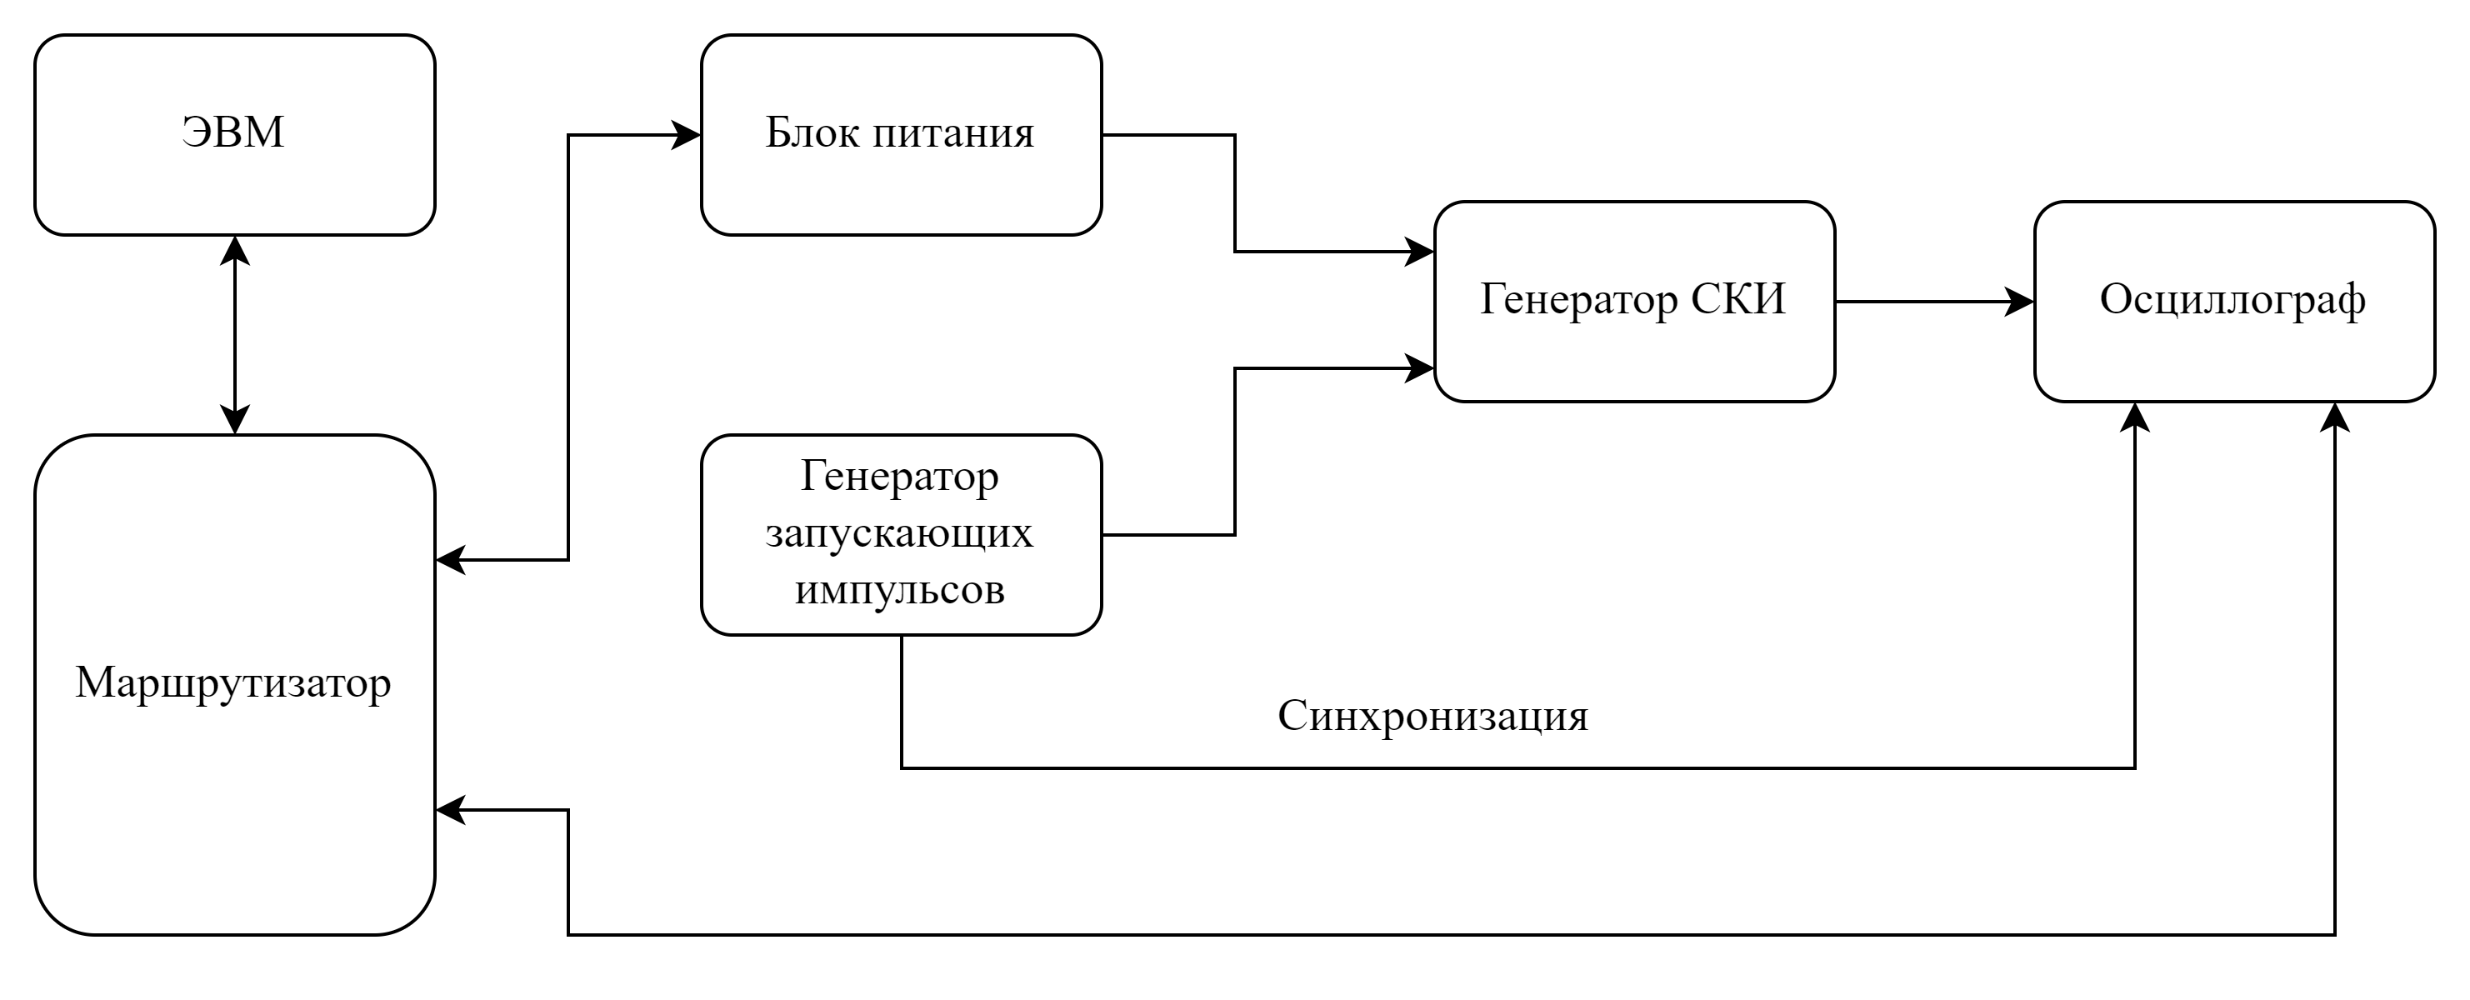 ЭВМ
Блок питания
Генератор СКИ
Осциллограф
Генератор
запускающих
импульсов
Маршрутизатор
Синхронизация